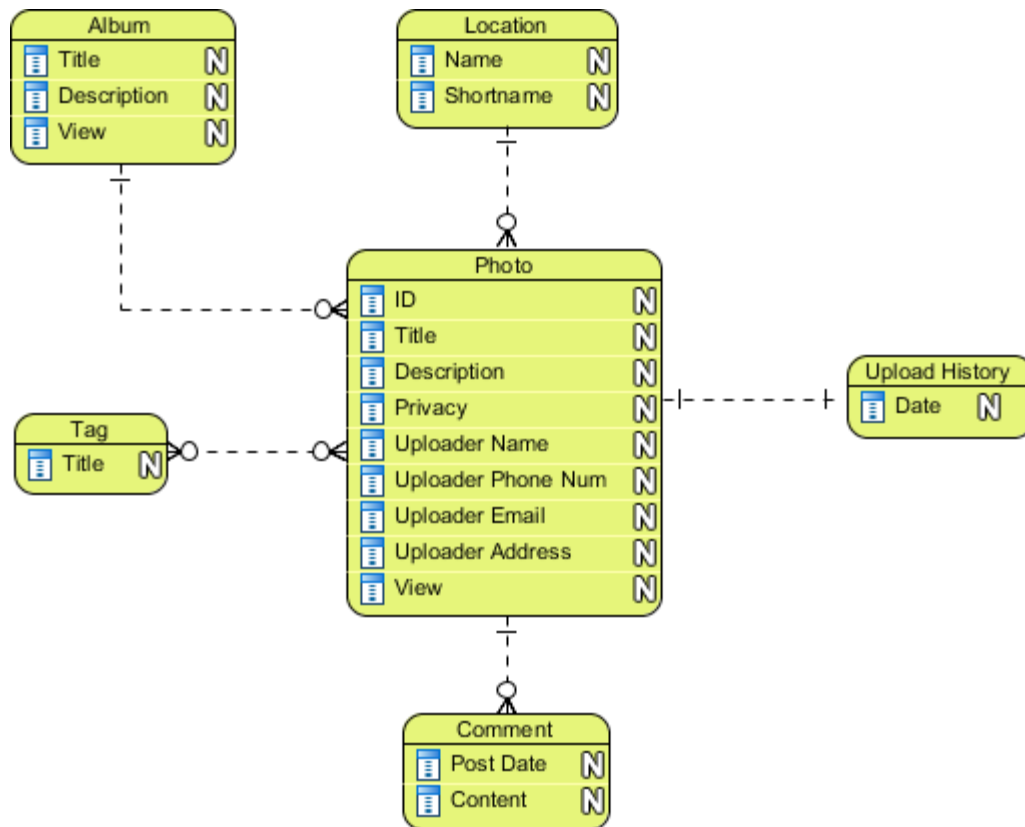 Album
Title N
Description N
View N
Location
Name N
Shortname N
Photo
ID N
Title N
Description N
Privacy N
Uploader Name N
Uploader Phone Num N
Uploader Email N
Uploader Address N
View N
Upload History
Date N
Tag
Title N
Comment
Post Date N
Content N